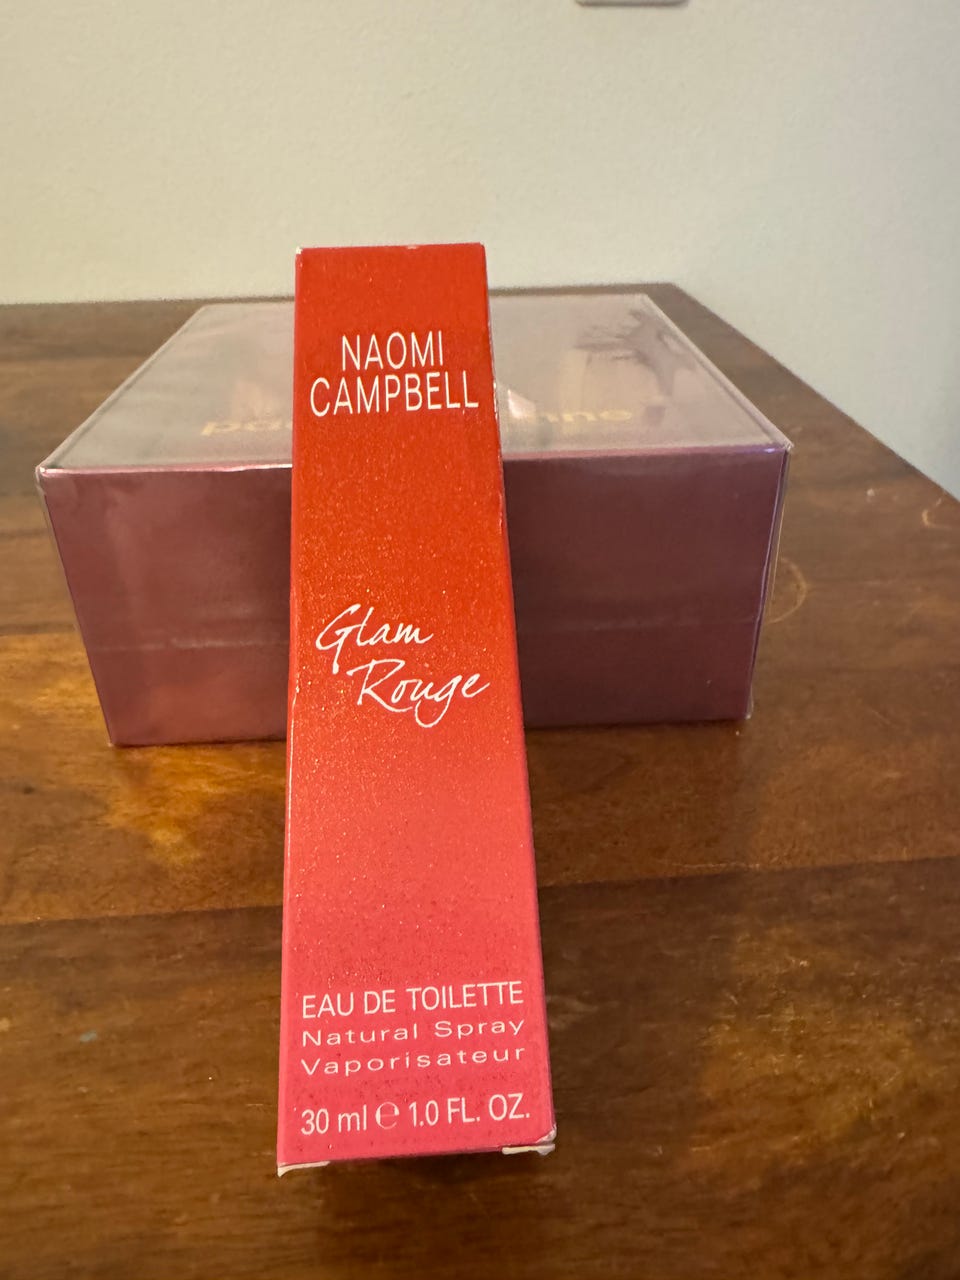 NAOMI
CAMPBELL
Glam
Rouge
EAU DE TOILETTE
Natural Spray
Vaporisateur
30 ml ℮ 1.0 FL. OZ.